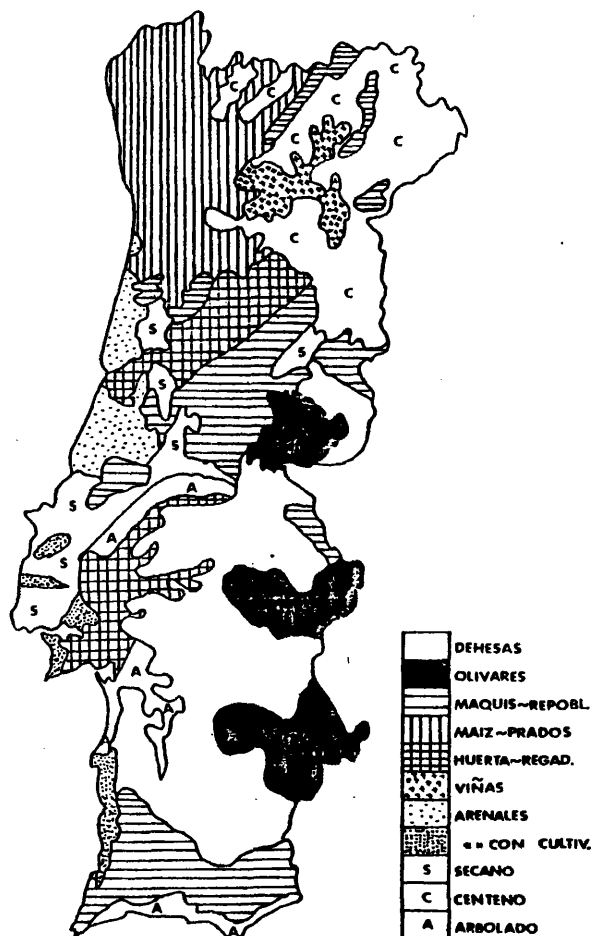 C
C
C
C
C
C
C
C
S
S
S
S
A
S
A
S
S
A
A
A
DEHESAS
OLIVARES
MAQUIS~REPOBL.
MAIZ~PRADOS
HUERTA~REGAD.
VIÑAS
ARENALES
«» CON CULTIV.
S SECANO
C CENTENO
A ARBOLADO